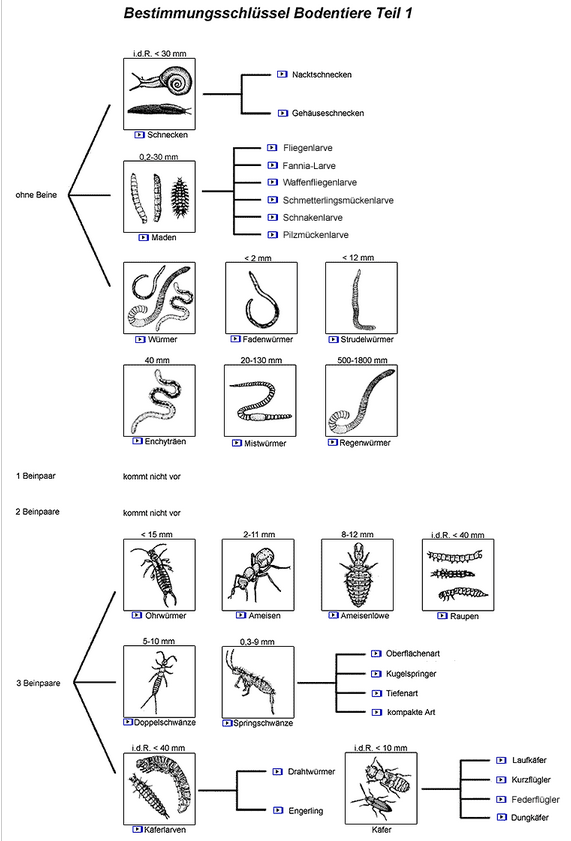 Bestimmungsschlüssel Bodentiere Teil 1
i.d.R. < 30 mm
Schnecken
Nacktschnecken
Gehäuseschnecken
ohne Beine
0,2-30 mm
Maden
Fliegenlarve
Fannia-Larve
Waffenfliegenlarve
Schmetterlingsmückenlarve
Schnakenlarve
Pilzmückenlarve
< 2 mm
< 12 mm
Würmer
Fadenwürmer
Strudelwürmer
40 mm
20-130 mm
500-1800 mm
Enchyträen
Mistwürmer
Regenwürmer
1 Beinpaar
kommt nicht vor
2 Beinpaare
kommt nicht vor
< 15 mm
2-11 mm
8-12 mm
i.d.R. < 40 mm
Ohrwürmer
Ameisen
Ameisenlöwe
Raupen
3 Beinpaare
5-10 mm
0,3-9 mm
Doppelschwänze
Springschwänze
Oberflächenart
Kugelspringer
Tiefenart
kompakte Art
i.d.R. < 40 mm
Käferlarven
Drahtwürmer
Engerling
i.d.R. < 10 mm
Käfer
Laufkäfer
Kurzflügler
Federflügler
Dungkäfer